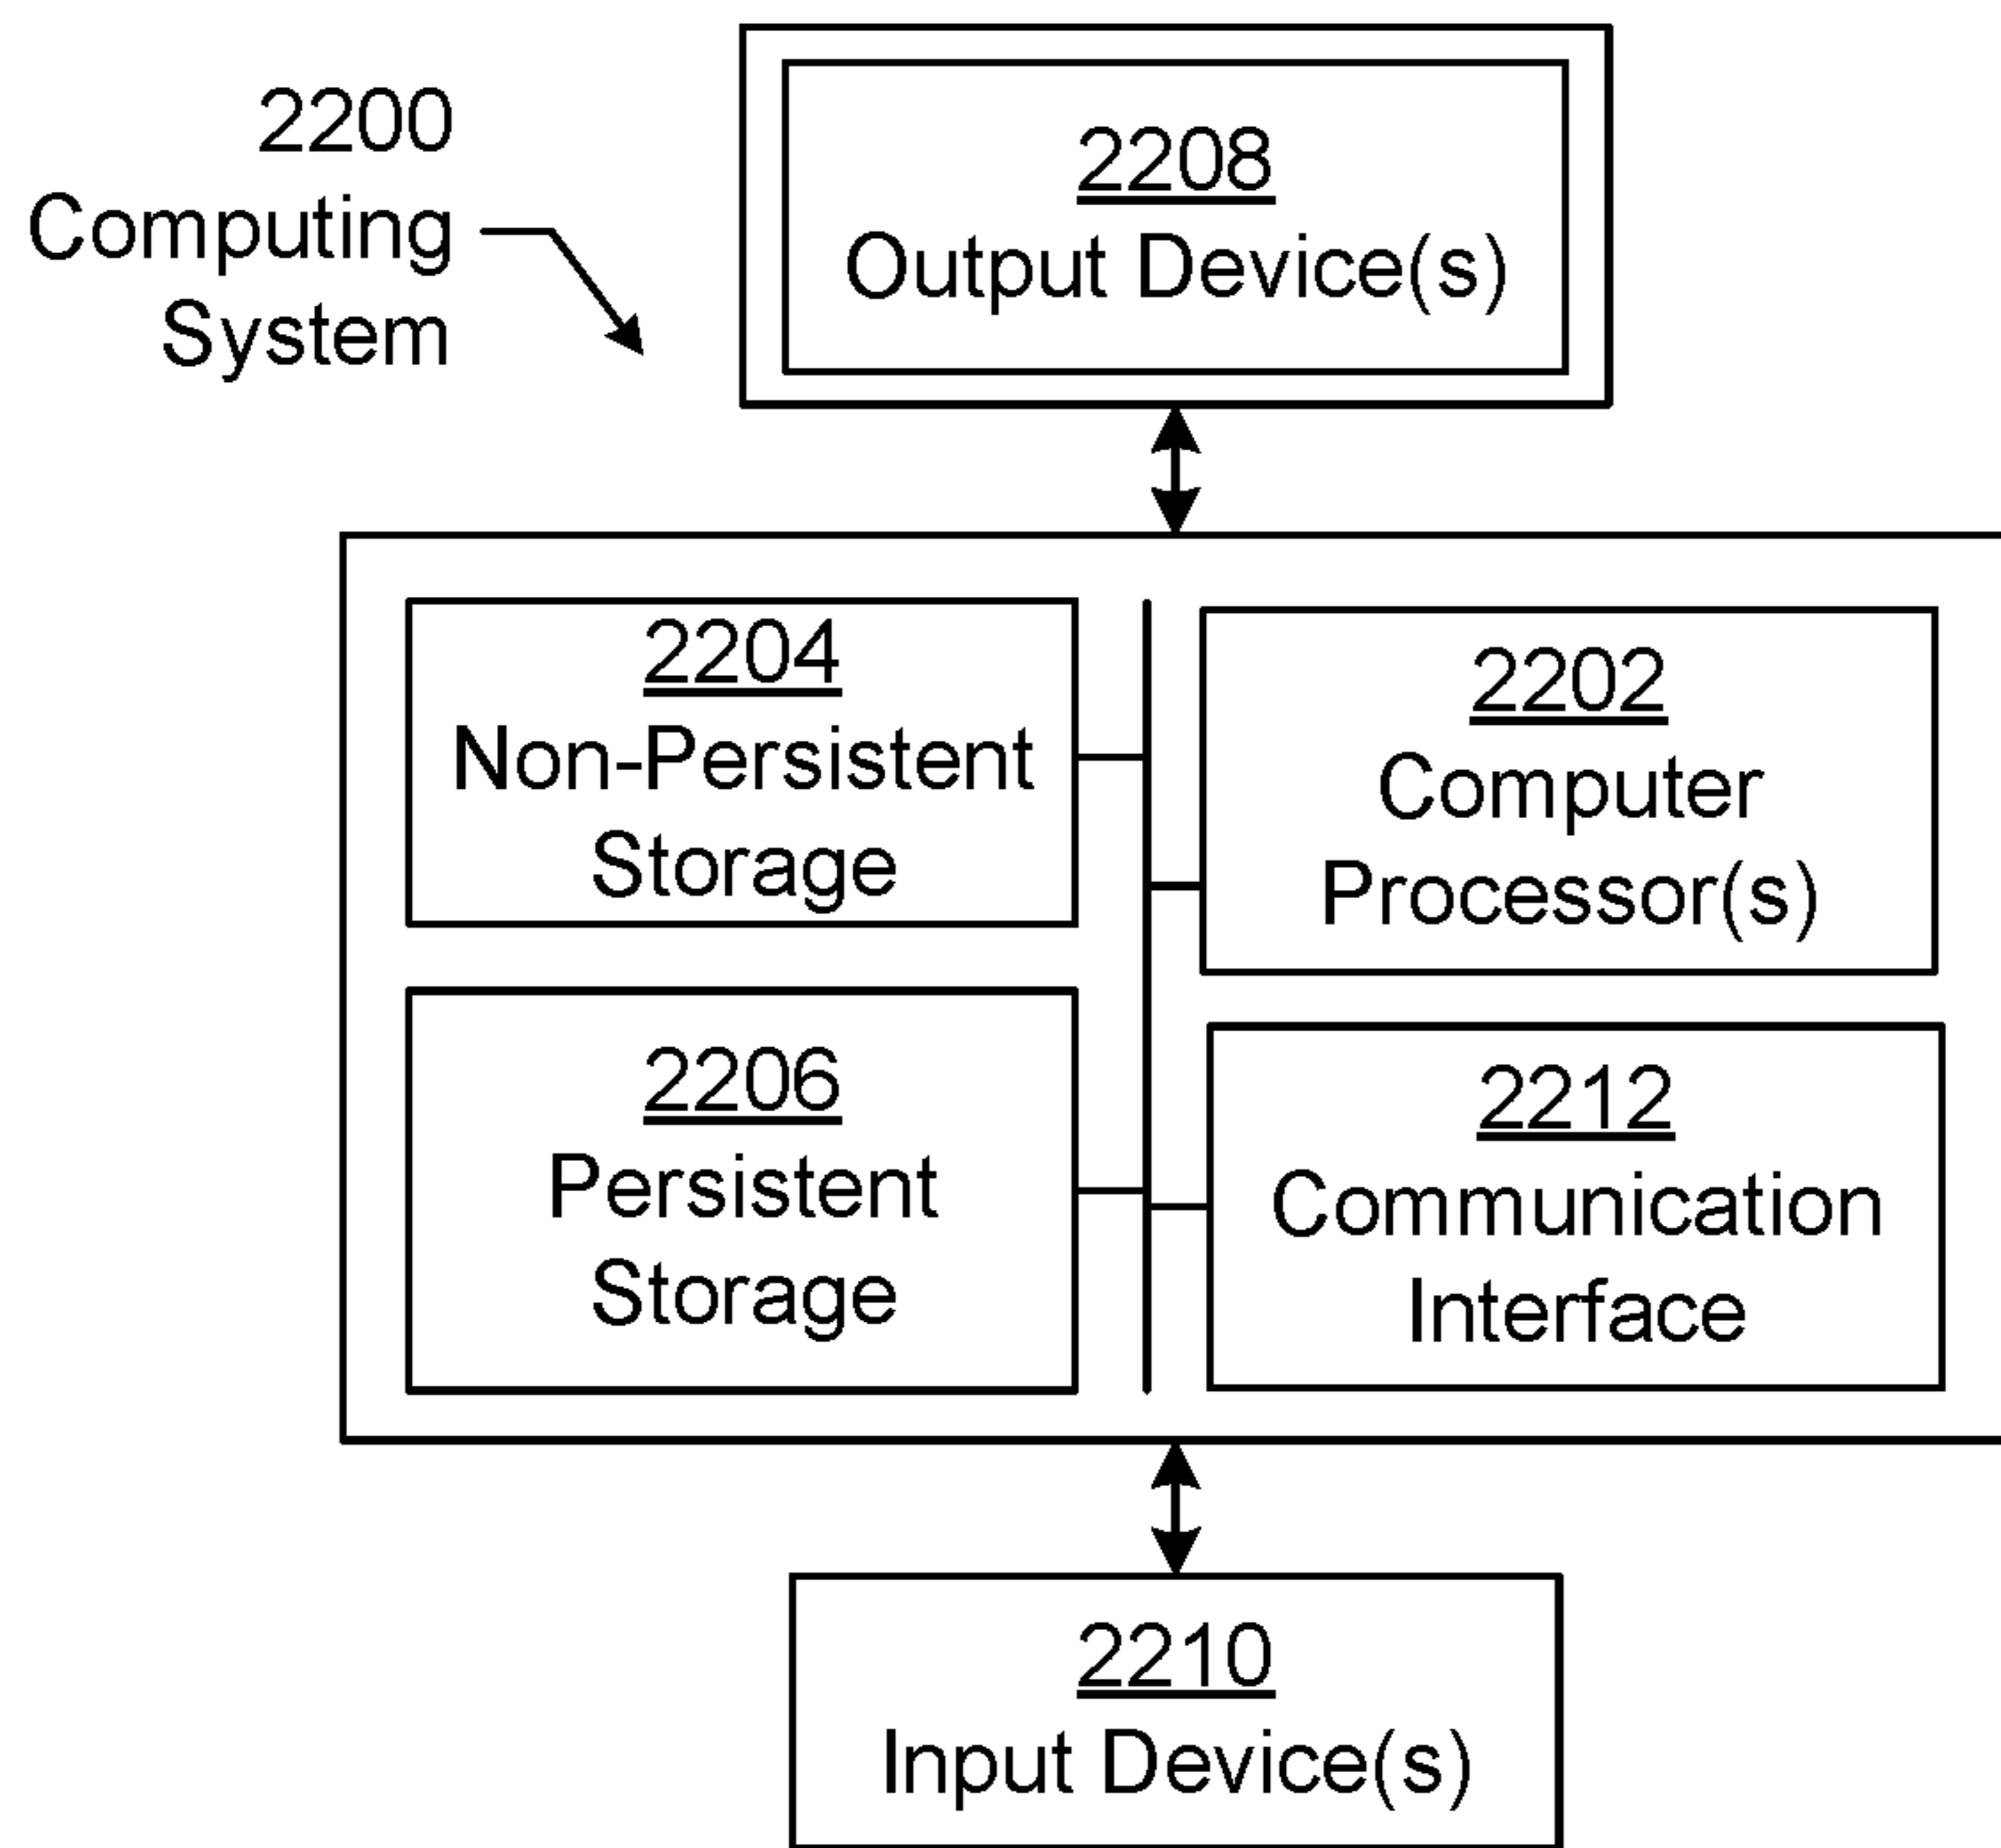 2200
Computing
System
2208
Output Device(s)
2204
Non-Persistent
Storage
2202
Computer
Processor(s)
2206
Persistent
Storage
2212
Communication
Interface
2210
Input Device(s)